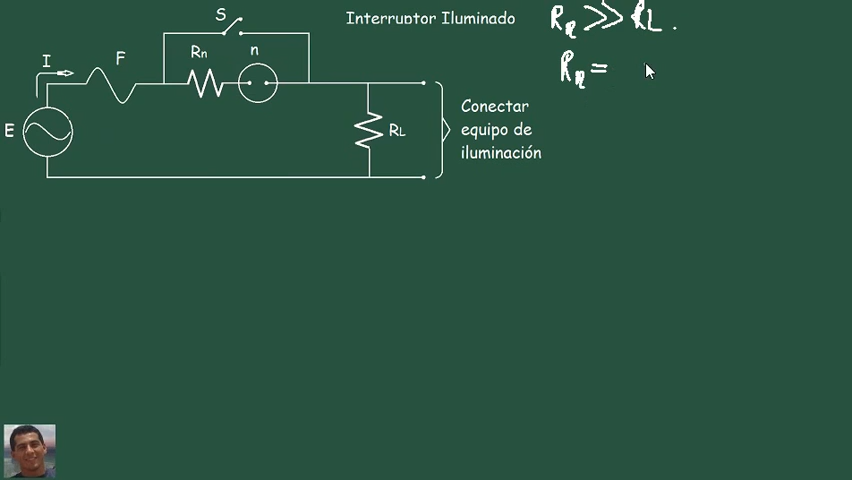 S
Interruptor Iluminado
Rn >> RL.
I
F
Rn
n
Rn =
E
RL
Conectar
equipo de
iluminación